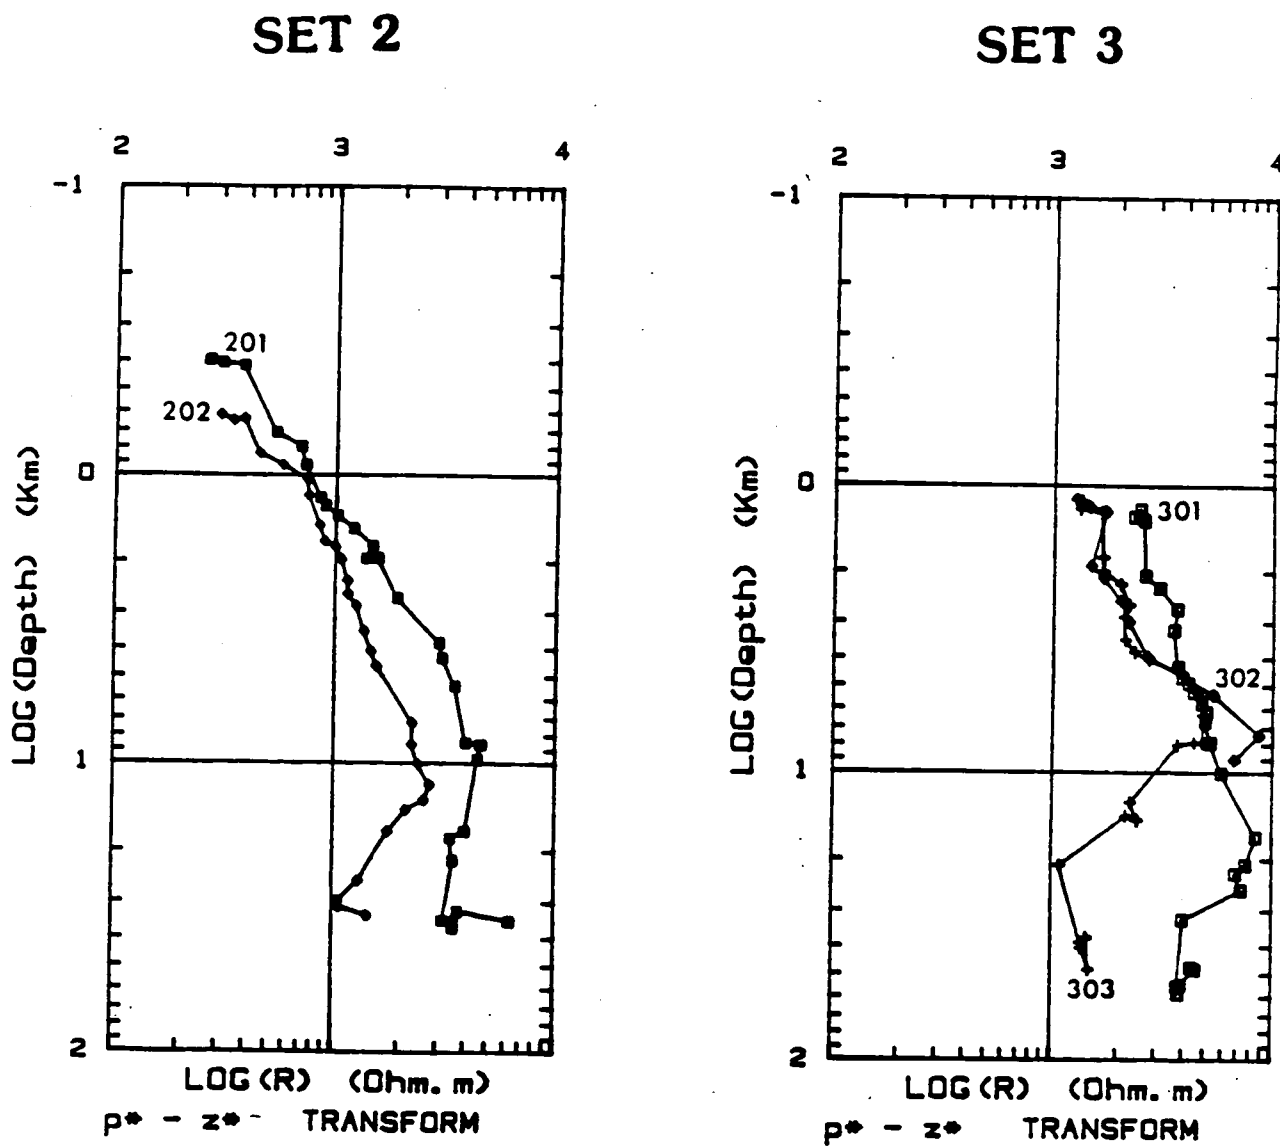 SET 2
2 3 4
-1
201
202
0
1
2
LOG(Depth) (Km)
LOG(R) (Ohm.m)
p* - z* TRANSFORM
SET 3
2 3 4
-1
0
301
302
1
303
2
LOG(Depth) (Km)
LOG(R) (Ohm.m)
p* - z* TRANSFORM